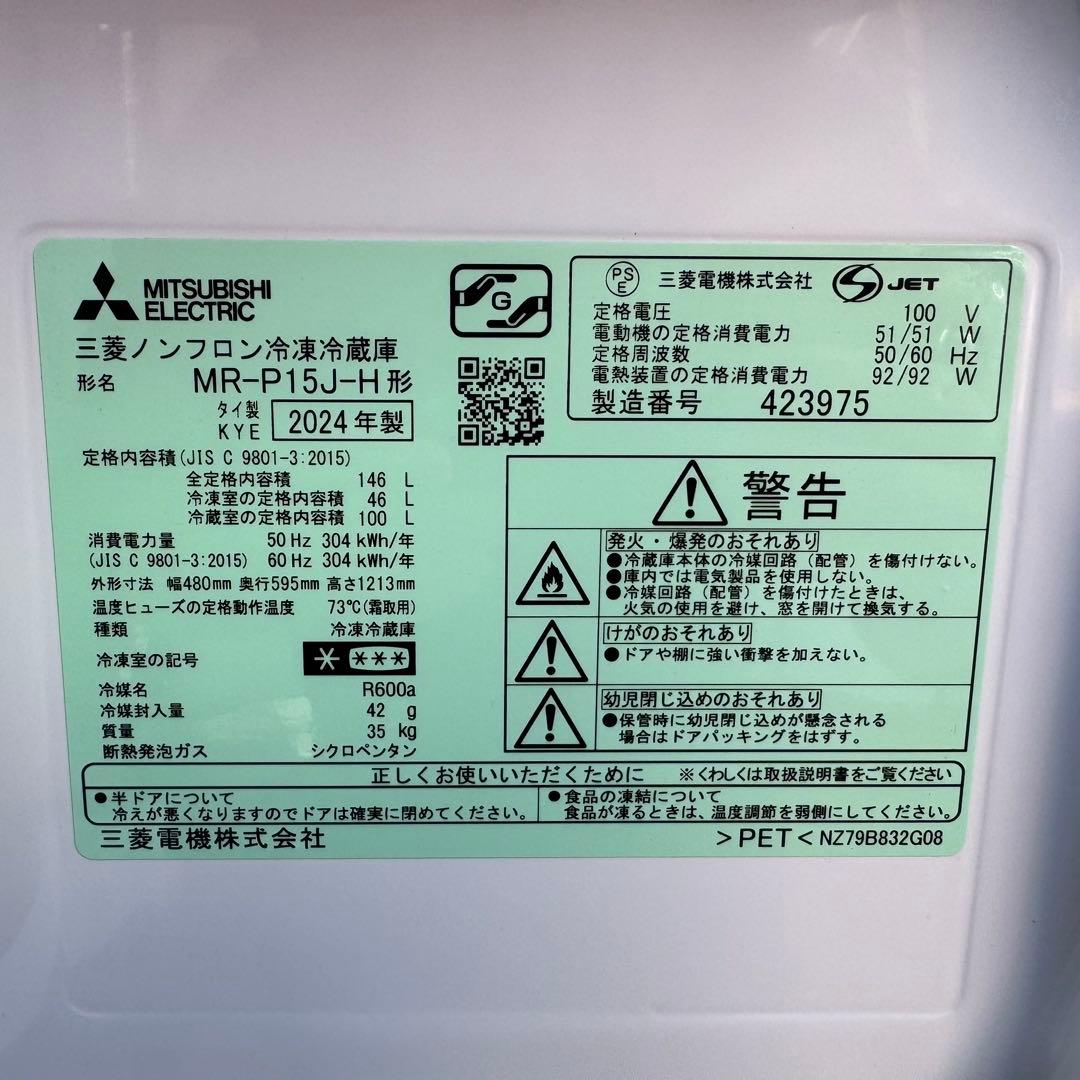 MITSUBISHI
ELECTRIC
三菱ノンフロン冷凍冷蔵庫
形名 MR-P15J-H形
タイ製
KYE 2024年製
G
PS
E 三菱電機株式会社 JET
定格電圧 100 V
電動機の定格消費電力 51/51 W
定格周波数 50/60 Hz
電熱装置の定格消費電力 92/92 W
製造番号 423975
定格内容積(JIS C 9801-3:2015)
全定格内容積 146 L
冷凍室の定格内容積 46 L
冷蔵室の定格内容積 100 L
消費電力量 50 Hz 304 kWh/年
(JIS C 9801-3:2015) 60 Hz 304 kWh/年
外形寸法 幅480mm 奥行595mm 高さ1213mm
温度ヒューズの定格動作温度 73℃(霜取用)
種類 冷凍冷蔵庫
冷凍室の記号 * ***
冷媒名 R600a
冷媒封入量 42 g
質量 35 kg
断熱発泡ガス シクロペンタン
警告
発火・爆発のおそれあり
●冷蔵庫本体の冷媒回路（配管）を傷付けない。
●庫内では電気製品を使用しない。
●冷媒回路（配管）を傷付けたときは、
火気の使用を避け、窓を開けて換気する。
けがのおそれあり
●ドアや棚に強い衝撃を加えない。
幼児閉じ込めのおそれあり
●保管時に幼児閉じ込めが懸念される
場合はドアパッキングをはずす。
正しくお使いいただくために ※くわしくは取扱説明書をご覧ください
●半ドアについて
冷えが悪くなりますのでドアは確実に閉めてください。
●食品の凍結について
食品が凍るときは、温度調節を弱側にしてください。
三菱電機株式会社 >PET< NZ79B832G08